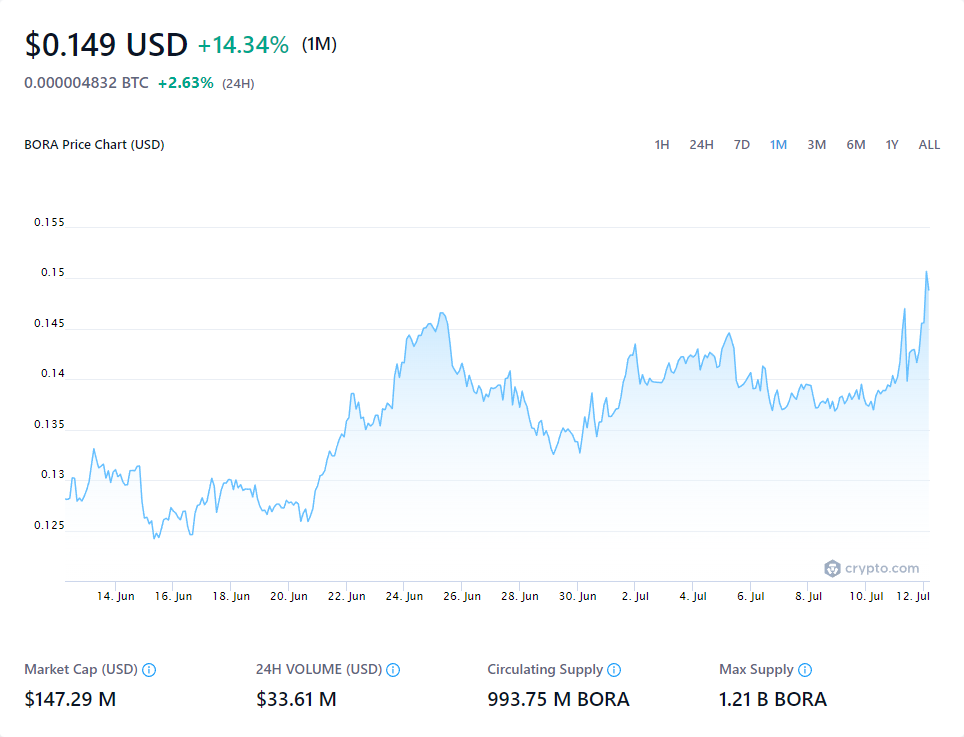 $0.149 USD +14.34% (1M)
0.000004832 BTC +2.63% (24H)
BORA Price Chart (USD) 1H 24H 7D 1M 3M 6M 1Y ALL
0.155
0.15
0.145
0.14
0.135
0.13
0.125
crypto.com
14. Jun 16. Jun 18. Jun 20. Jun 22. Jun 24. Jun 26. Jun 28. Jun 30. Jun 2. Jul 4. Jul 6. Jul 8. Jul 10. Jul 12. Jul
Market Cap (USD) 24H VOLUME (USD) Circulating Supply Max Supply
$147.29 M $33.61 M 993.75 M BORA 1.21 B BORA